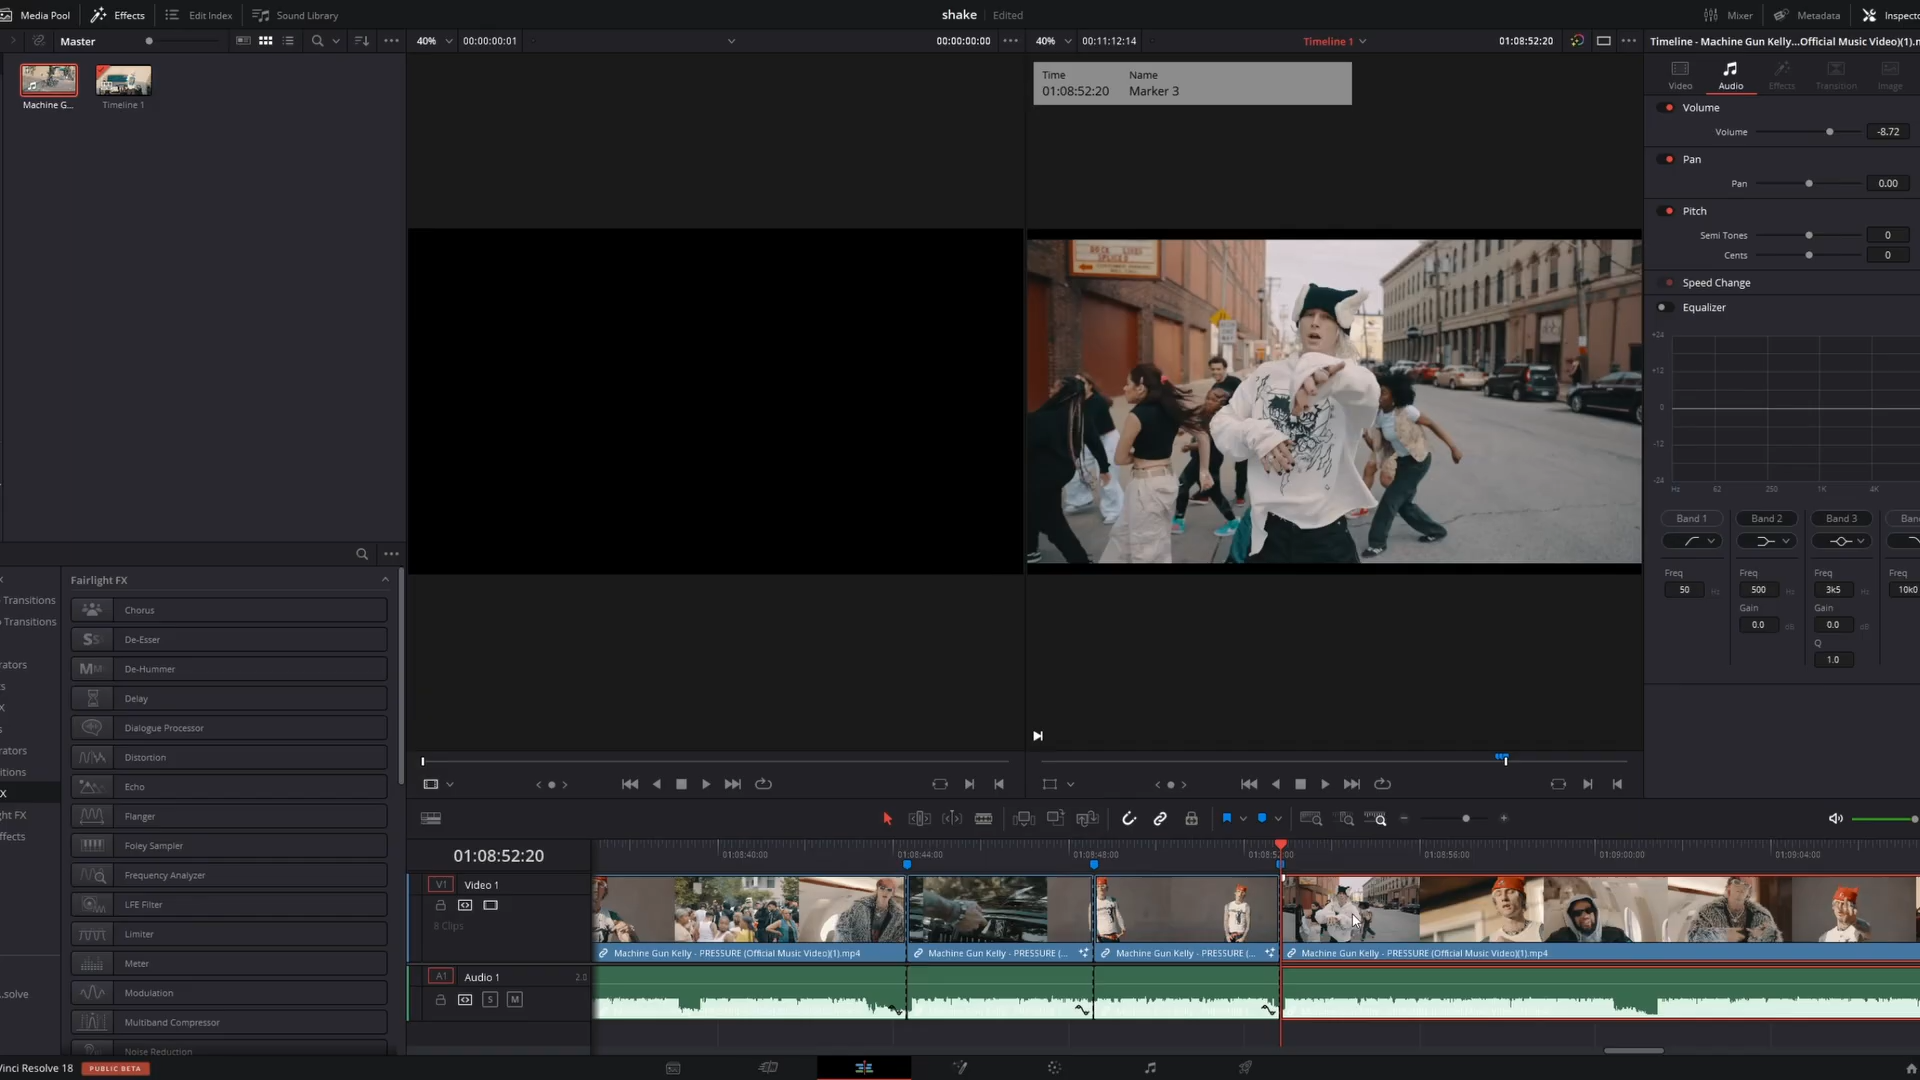 Media Pool
Effects
Edit Index
Sound Library
shake
Edited
Mixer
Metadata
Inspecto
Master
40%
00:00:00:01
00:00:00:00
40%
00:11:12:14
Timeline 1
01:08:52:20
Timeline - Machine Gun Kelly...Official Music Video)(1).m
Machine G...
Timeline 1
Time
Name
01:08:52:20
Marker 3
Video
Audio
Effects
Transition
Image
Volume
Volume
-8.72
Pan
Pan
0.00
Pitch
Semi Tones
0
Cents
0
Speed Change
Equalizer
+24
+12
0
-12
-24
Hz
62
250
1K
4K
Band 1
Band 2
Band 3
Ban
Freq
Freq
Freq
Freq
50
Hz
500
Hz
3k5
Hz
10k0
Gain
Gain
0.0
dB
0.0
dB
Q
1.0
Fairlight FX
Transitions
Chorus
Transitions
De-Esser
rators
De-Hummer
Delay
Dialogue Processor
rators
Distortion
itions
Echo
ght FX
Flanger
ffects
Foley Sampler
Frequency Analyzer
LFE Filter
Limiter
Meter
.solve
Modulation
Multiband Compressor
Noise Reduction
01:08:52:20
01:08:40:00
01:08:44:00
01:08:48:00
01:08:52:00
01:08:56:00
01:09:00:00
01:09:04:00
V1
Video 1
8 Clips
Machine Gun Kelly - PRESSURE (Official Music Video)(1).mp4
Machine Gun Kelly - PRESSURE (...
Machine Gun Kelly - PRESSURE (...
Machine Gun Kelly - PRESSURE (Official Music Video)(1).mp4
A1
Audio 1
2.0
S
M
Vinci Resolve 18
PUBLIC BETA